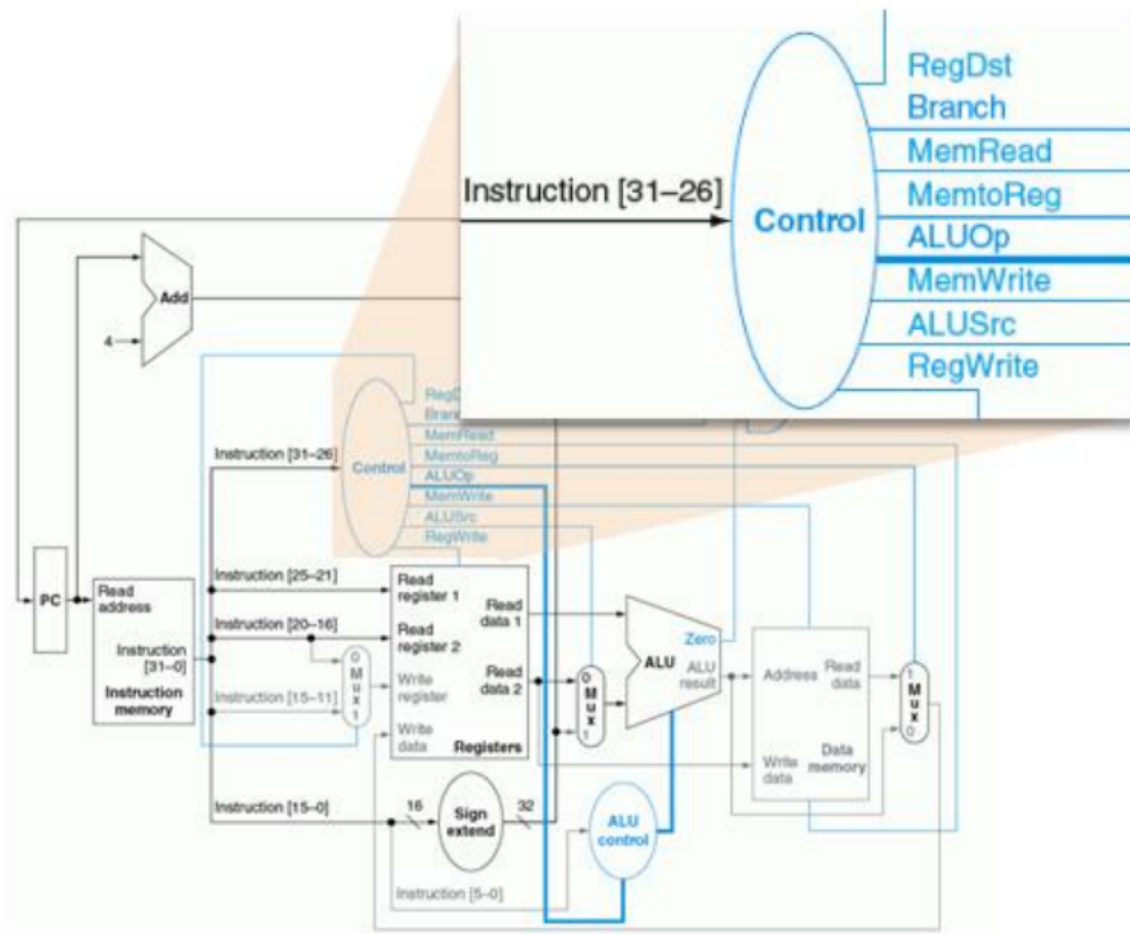 RegDst
Branch
MemRead
Instruction [31–26]
MemtoReg
Control
ALUOp
MemWrite
ALUSrc
RegWrite
Add
4
MemRead
Instruction [31–26]
MemtoReg
Control
ALUOp
MemWrite
ALUSrc
RegWrite
PC
Read
address
Instruction
[31–0]
Instruction
memory
Instruction [25–21]
Instruction [20–16]
Instruction [15–11]
Instruction [15–0]
0
M
u
x
1
Read
register 1
Read
register 2
Write
register
Write
data
Read
data 1
Read
data 2
Registers
0
M
u
x
1
Zero
ALU
ALU
result
Address
Read
data
Write
data
Data
memory
1
M
u
x
0
16
Sign
extend
32
ALU
control
Instruction [5–0]